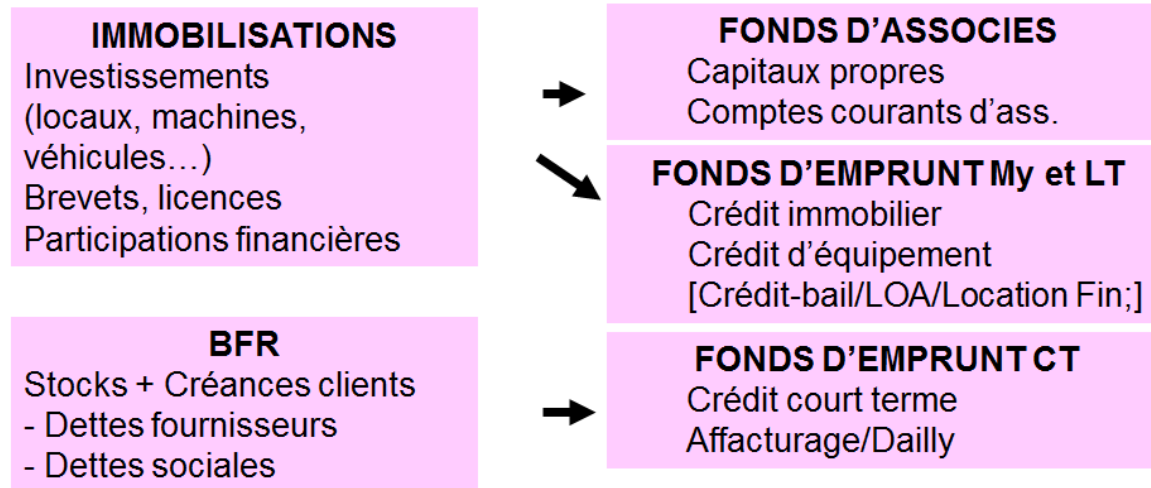 IMMOBILISATIONS
Investissements
(locaux, machines,
véhicules…)
Brevets, licences
Participations financières
FONDS D’ASSOCIES
Capitaux propres
Comptes courants d’ass.
FONDS D’EMPRUNT My et LT
Crédit immobilier
Crédit d’équipement
[Crédit-bail/LOA/Location Fin;]
BFR
Stocks + Créances clients
- Dettes fournisseurs
- Dettes sociales
FONDS D’EMPRUNT CT
Crédit court terme
Affacturage/Dailly